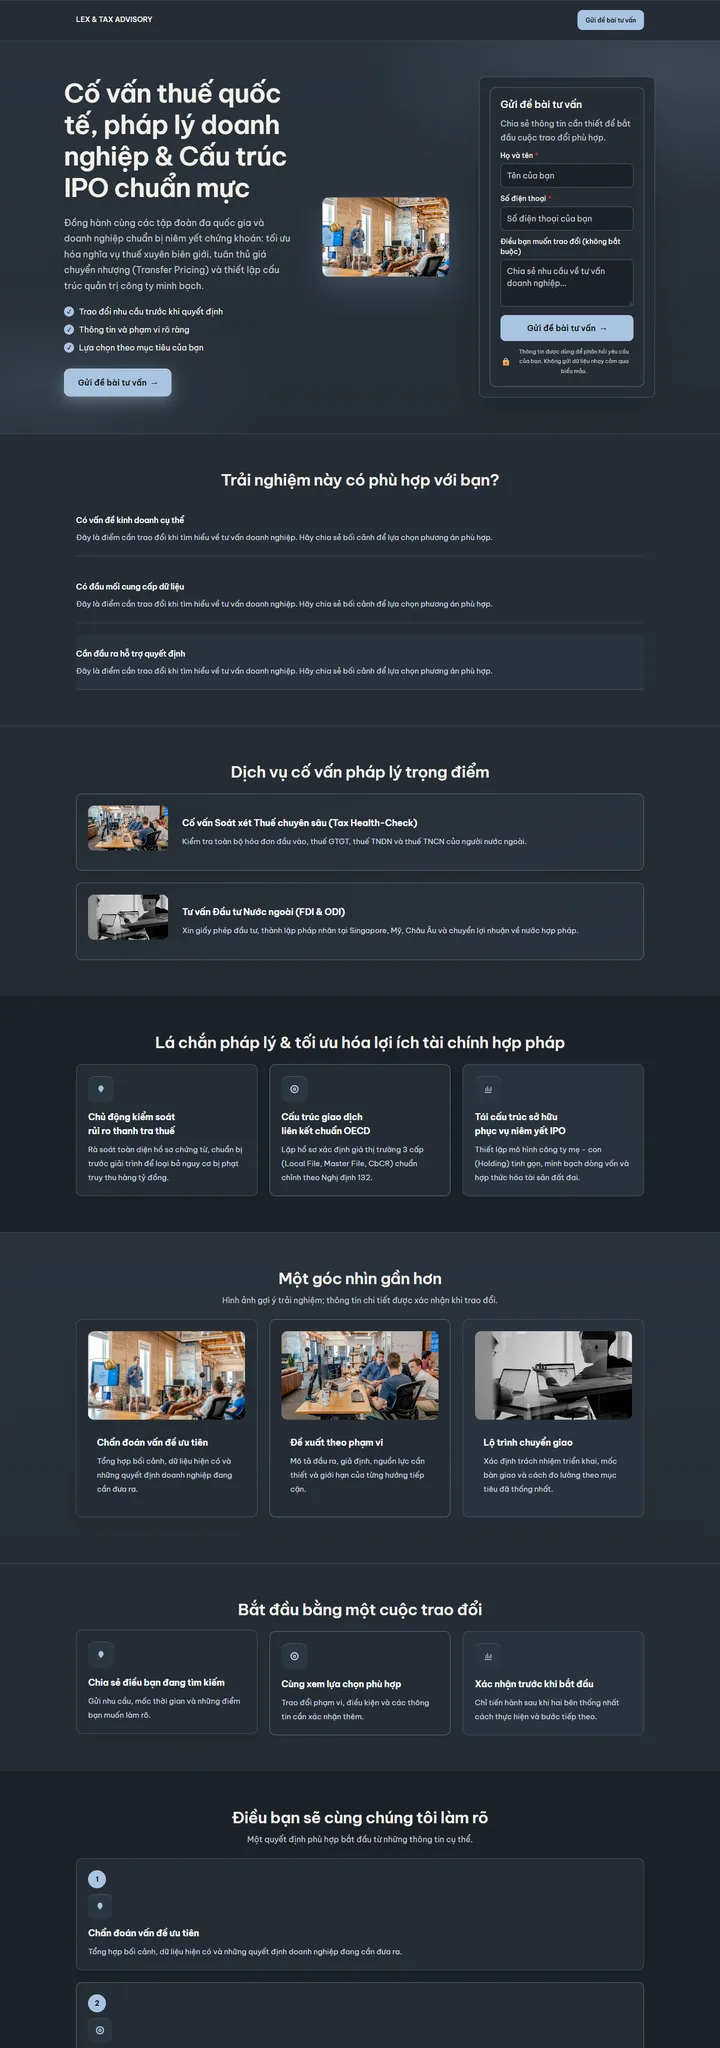 LEX & TAX ADVISORY
Gửi đề bài tư vấn
Cố vấn thuế quốc
tế, pháp lý doanh
nghiệp & Cấu trúc
IPO chuẩn mực
Đồng hành cùng các tập đoàn đa quốc gia và
doanh nghiệp chuẩn bị niêm yết chứng khoán: tối ưu
hóa nghĩa vụ thuế xuyên biên giới, tuân thủ giá
chuyển nhượng (Transfer Pricing) và thiết lập cấu
trúc quản trị công ty minh bạch.
Trao đổi nhu cầu trước khi quyết định
Thông tin và phạm vi rõ ràng
Lựa chọn theo mục tiêu của bạn
Gửi đề bài tư vấn →
Gửi đề bài tư vấn
Chia sẻ thông tin cần thiết để bắt
đầu cuộc trao đổi phù hợp.
Họ và tên *
Tên của bạn
Số điện thoại *
Số điện thoại của bạn
Điều bạn muốn trao đổi (không bắt
buộc)
Chia sẻ nhu cầu về tư vấn
doanh nghiệp...
Gửi đề bài tư vấn →
Thông tin được dùng để phản hồi yêu cầu
của bạn. Không gửi dữ liệu nhạy cảm qua
biểu mẫu.
Trải nghiệm này có phù hợp với bạn?
Có vấn đề kinh doanh cụ thể
Đây là điểm cần trao đổi khi tìm hiểu về tư vấn doanh nghiệp. Hãy chia sẻ bối cảnh để lựa chọn phương án phù hợp.
Có đầu mối cung cấp dữ liệu
Đây là điểm cần trao đổi khi tìm hiểu về tư vấn doanh nghiệp. Hãy chia sẻ bối cảnh để lựa chọn phương án phù hợp.
Cần đầu ra hỗ trợ quyết định
Đây là điểm cần trao đổi khi tìm hiểu về tư vấn doanh nghiệp. Hãy chia sẻ bối cảnh để lựa chọn phương án phù hợp.
Dịch vụ cố vấn pháp lý trọng điểm
Cố vấn Soát xét Thuế chuyên sâu (Tax Health-Check)
Kiểm tra toàn bộ hóa đơn đầu vào, thuế GTGT, thuế TNDN và thuế TNCN của người nước ngoài.
Tư vấn Đầu tư Nước ngoài (FDI & ODI)
Xin giấy phép đầu tư, thành lập pháp nhân tại Singapore, Mỹ, Châu Âu và chuyển lợi nhuận về nước hợp pháp.
Lá chắn pháp lý & tối ưu hóa lợi ích tài chính hợp pháp
Chủ động kiểm soát
rủi ro thanh tra thuế
Rà soát toàn diện hồ sơ chứng từ, chuẩn bị
trước giải trình để loại bỏ nguy cơ bị phạt
truy thu hàng tỷ đồng.
Cấu trúc giao dịch
liên kết chuẩn OECD
Lập hồ sơ xác định giá thị trường 3 cấp
(Local File, Master File, CbCR) chuẩn
chỉnh theo Nghị định 132.
Tái cấu trúc sở hữu
phục vụ niêm yết IPO
Thiết lập mô hình công ty mẹ - con
(Holding) tinh gọn, minh bạch dòng vốn và
hợp thức hóa tài sản đất đai.
Một góc nhìn gần hơn
Hình ảnh gợi ý trải nghiệm; thông tin chi tiết được xác nhận khi trao đổi.
Chẩn đoán vấn đề ưu tiên
Tổng hợp bối cảnh, dữ liệu hiện có và
những quyết định doanh nghiệp đang
cần đưa ra.
Đề xuất theo phạm vi
Mô tả đầu ra, giả định, nguồn lực cần
thiết và giới hạn của từng hướng tiếp
cận.
Lộ trình chuyển giao
Xác định trách nhiệm triển khai, mốc
bàn giao và cách đo lường theo mục
tiêu đã thống nhất.
Bắt đầu bằng một cuộc trao đổi
Chia sẻ điều bạn đang tìm kiếm
Gửi nhu cầu, mốc thời gian và những điểm
bạn muốn làm rõ.
Cùng xem lựa chọn phù hợp
Trao đổi phạm vi, điều kiện và các thông
tin cần xác nhận thêm.
Xác nhận trước khi bắt đầu
Chỉ tiến hành sau khi hai bên thống nhất
cách thực hiện và bước tiếp theo.
Điều bạn sẽ cùng chúng tôi làm rõ
Một quyết định phù hợp bắt đầu từ những thông tin cụ thể.
1
Chẩn đoán vấn đề ưu tiên
Tổng hợp bối cảnh, dữ liệu hiện có và những quyết định doanh nghiệp đang cần đưa ra.
2